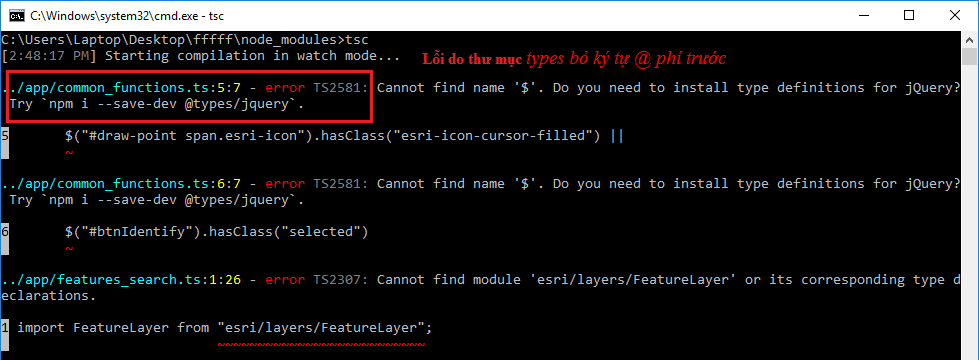 C:\Windows\system32\cmd.exe - tsc
C:\Users\Laptop\Desktop\fffff\node_modules>tsc
[2:48:17 PM] Starting compilation in watch mode...
Lỗi do thư mục types bỏ ký tự @ phí trước
../app/common_functions.ts:5:7 - error TS2581: Cannot find name '$'. Do you need to install type definitions for jQuery?
Try `npm i --save-dev @types/jquery`.
5 $("#draw-point span.esri-icon").hasClass("esri-icon-cursor-filled") ||
~
../app/common_functions.ts:6:7 - error TS2581: Cannot find name '$'. Do you need to install type definitions for jQuery?
Try `npm i --save-dev @types/jquery`.
6 $("#btnIdentify").hasClass("selected")
~
../app/features_search.ts:1:26 - error TS2307: Cannot find module 'esri/layers/FeatureLayer' or its corresponding type d
eclarations.
1 import FeatureLayer from "esri/layers/FeatureLayer";
~~~~~~~~~~~~~~~~~~~~~~~~~~